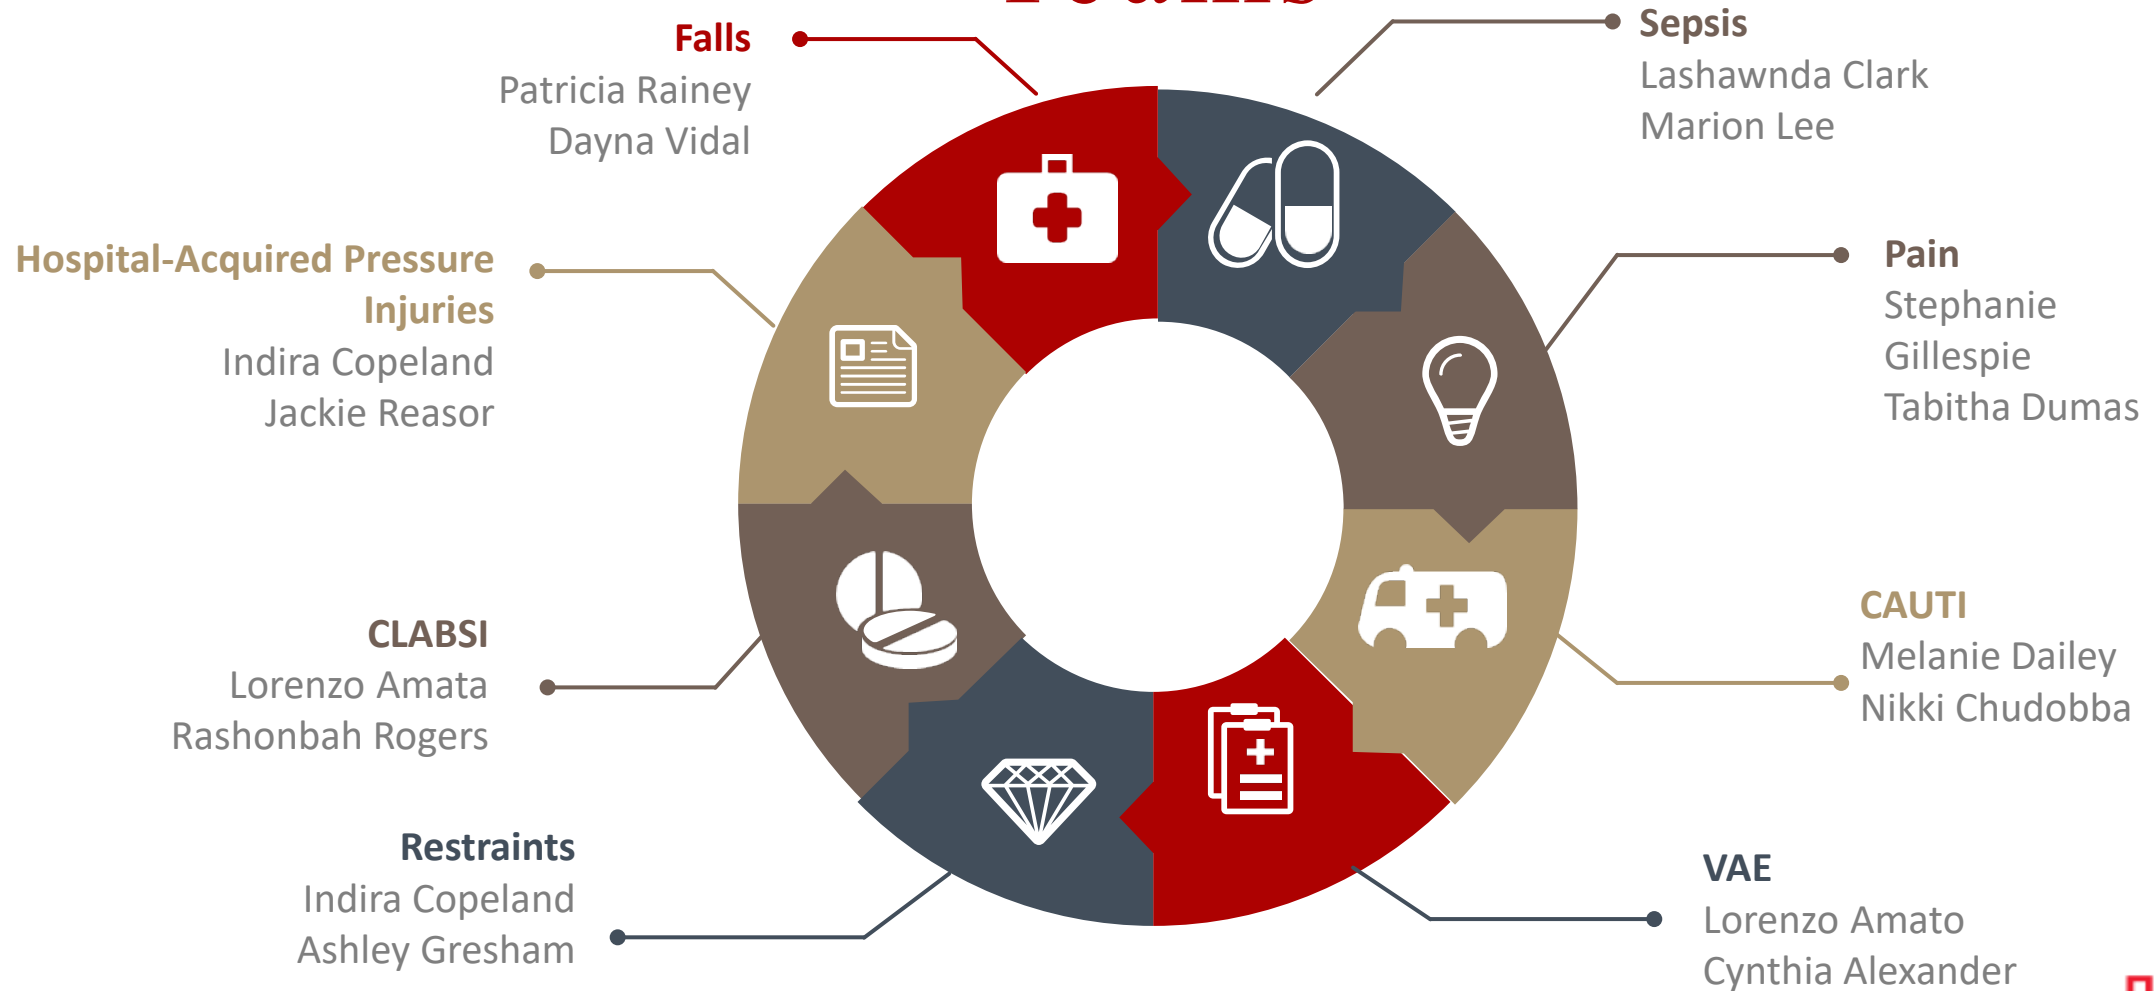 Falls
Patricia Rainey
Dayna Vidal
Sepsis
Lashawnda Clark
Marion Lee
Hospital-Acquired Pressure
Injuries
Indira Copeland
Jackie Reasor
Pain
Stephanie
Gillespie
Tabitha Dumas
CLABSI
Lorenzo Amata
Rashonbah Rogers
CAUTI
Melanie Dailey
Nikki Chudobba
Restraints
Indira Copeland
Ashley Gresham
VAE
Lorenzo Amato
Cynthia Alexander